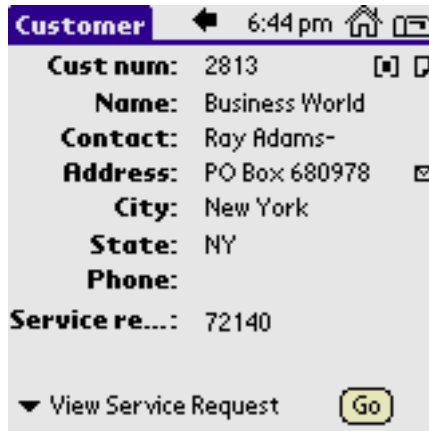 Customer 6:44 pm
Cust num: 2813
Name: Business World
Contact: Ray Adams-
Address: PO Box 680978
City: New York
State: NY
Phone:
Service re...: 72140
View Service Request Go